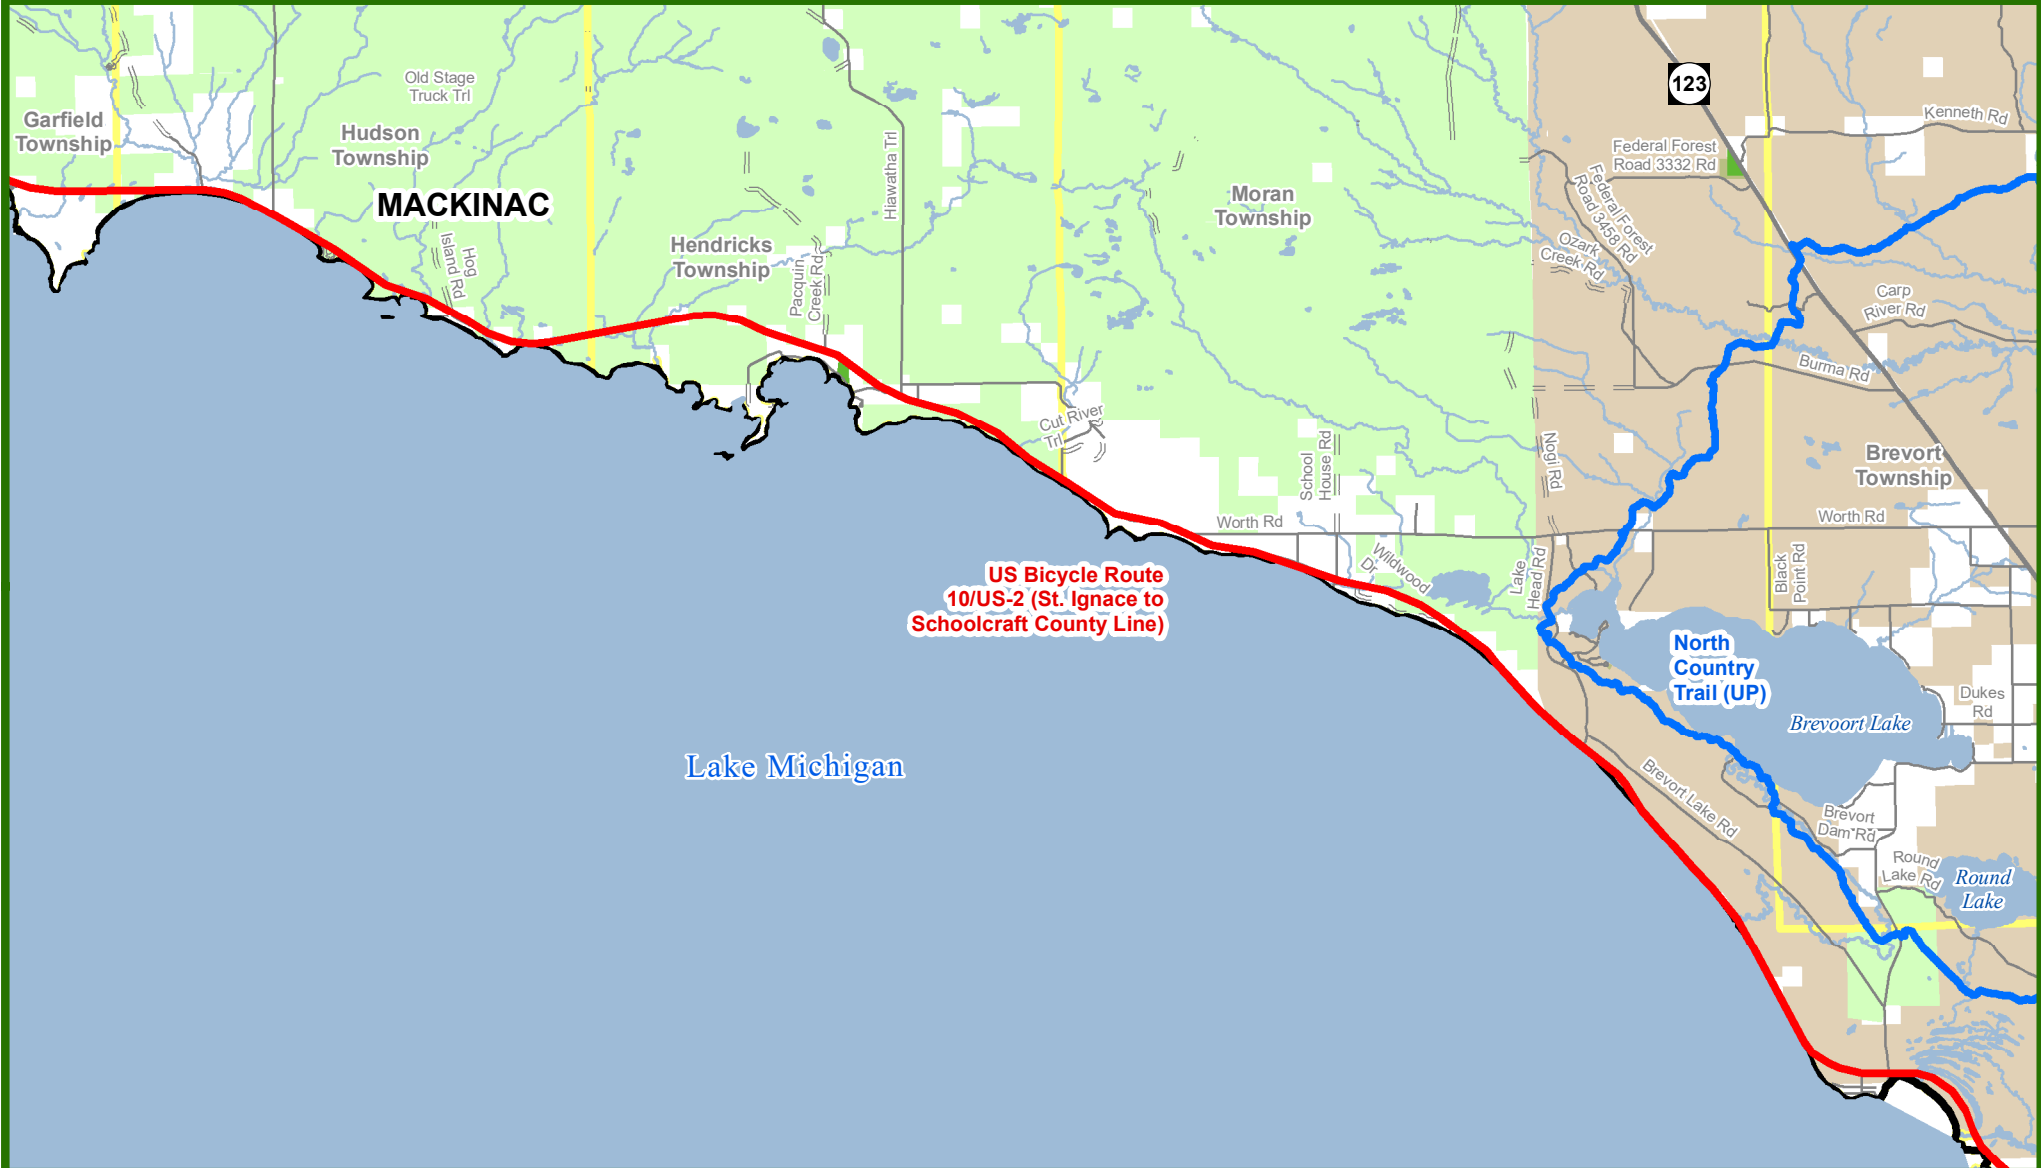 Old Stage
Truck Trl
Garfield
Township
Hudson
Township
MACKINAC
Hog
Island Rd
Hendricks
Township
Pacquin
Creek Rd
Hiawatha Trl
Moran
Township
123
Kenneth Rd
Federal Forest
Road 3332 Rd
Federal Forest
Road 3458 Rd
Ozark
Creek Rd
Carp
River Rd
Burma Rd
Cut River
Trl
School
House Rd
Nogi Rd
Brevort
Township
Worth Rd
Worth Rd
Wildwood
Dr
Lake
Head Rd
Black
Point Rd
US Bicycle Route
10/US-2 (St. Ignace to
Schoolcraft County Line)
North
Country
Trail (UP)
Dukes
Rd
Brevoort Lake
Lake Michigan
Brevort Lake Rd
Brevort
Dam Rd
Round
Lake Rd
Round
Lake